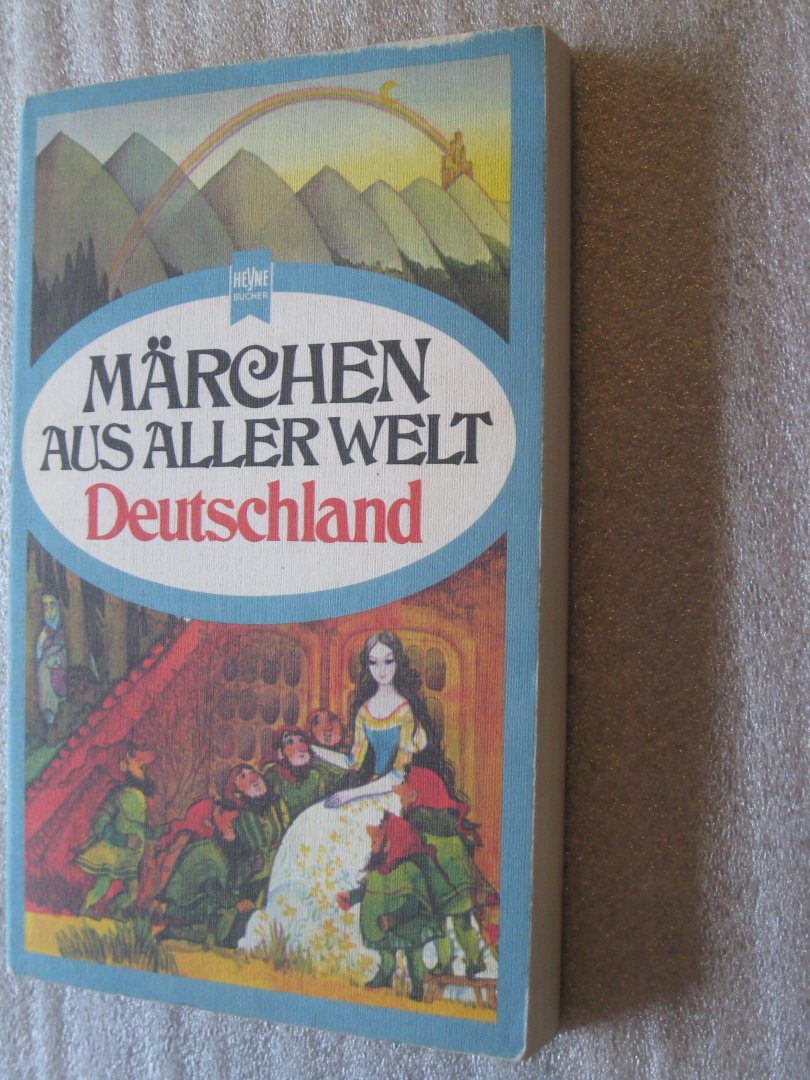 HEYNE
BÜCHER
MÄRCHEN
AUS ALLER WELT
Deutschland